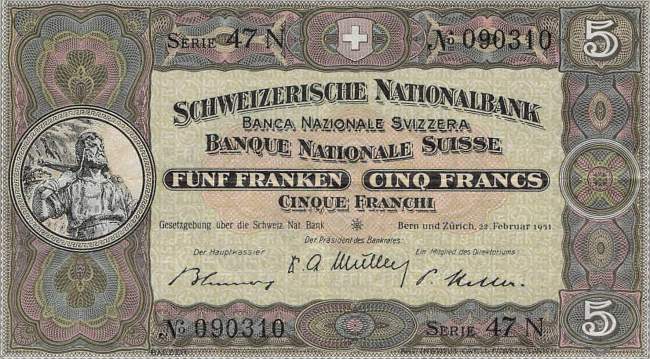 SERIE 47 N № 090310 5
SCHWEIZERISCHE NATIONALBANK
BANCA NAZIONALE SVIZZERA
BANQUE NATIONALE SUISSE
FÜNF FRANKEN CINQ FRANCS
CINQUE FRANCHI
Gesetzgebung über die Schweiz. Nat. Bank Bern und Zürich, 22. Februar 1951
Der Präsident des Bankrates:
Der Hauptkassier Ein Mitglied des Direktoriums:
№ 090310 SERIE 47 N 5
BALZER